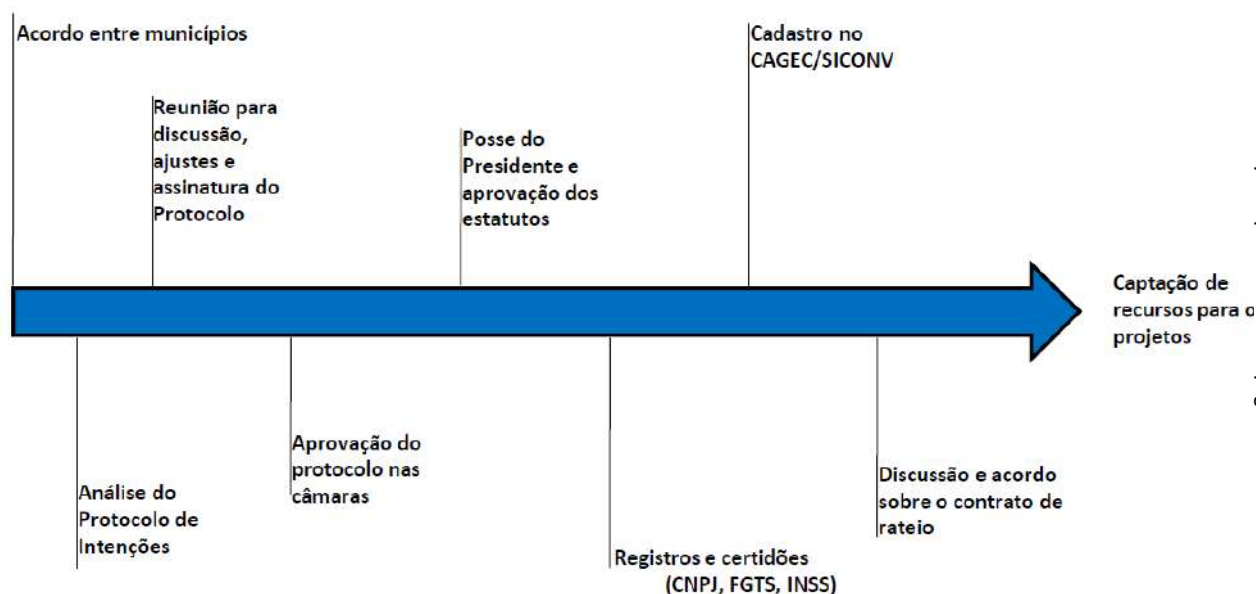 Acordo entre municípios
Cadastro no
CAGEC/SICONV
Reunião para
discussão,
ajustes e
assinatura do
Protocolo
Posse do
Presidente e
aprovação dos
estatutos
Captação de
recursos para o
projetos
Aprovação do
protocolo nas
câmaras
Análise do
Protocolo de
Intenções
Discussão e acordo
sobre o contrato de
rateio
Registros e certidões
(CNPJ, FGTS, INSS)